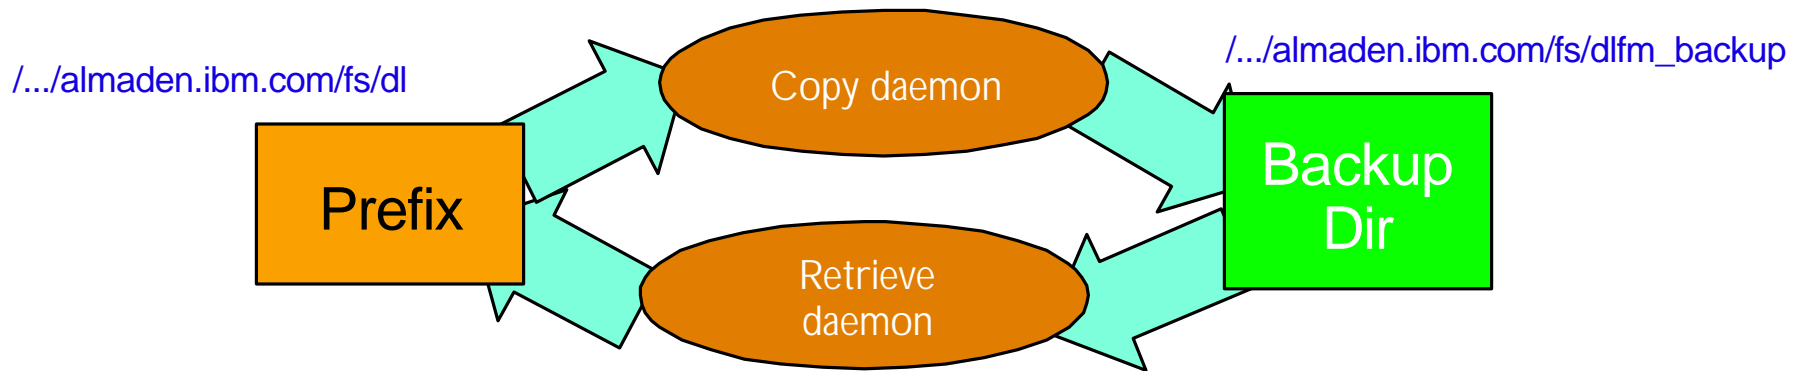 /.../almaden.ibm.com/fs/dl
Copy daemon
/.../almaden.ibm.com/fs/dlfm_backup
Prefix
Backup
Dir
Retrieve
daemon